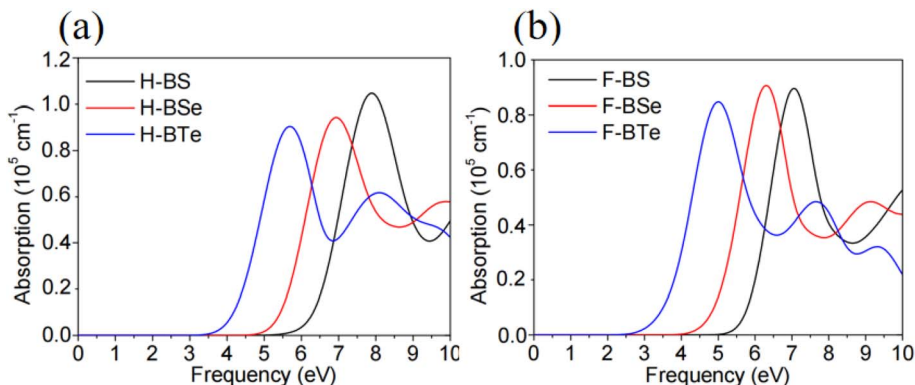 (a)
1.2
1.0
0.8
0.6
0.4
0.2
0.0
Absorption (10⁵ cm⁻¹)
H-BS
H-BSe
H-BTe
0 1 2 3 4 5 6 7 8 9 10
Frequency (eV)
(b)
1.0
0.8
0.6
0.4
0.2
0.0
Absorption (10⁵ cm⁻¹)
F-BS
F-BSe
F-BTe
0 1 2 3 4 5 6 7 8 9 10
Frequency (eV)